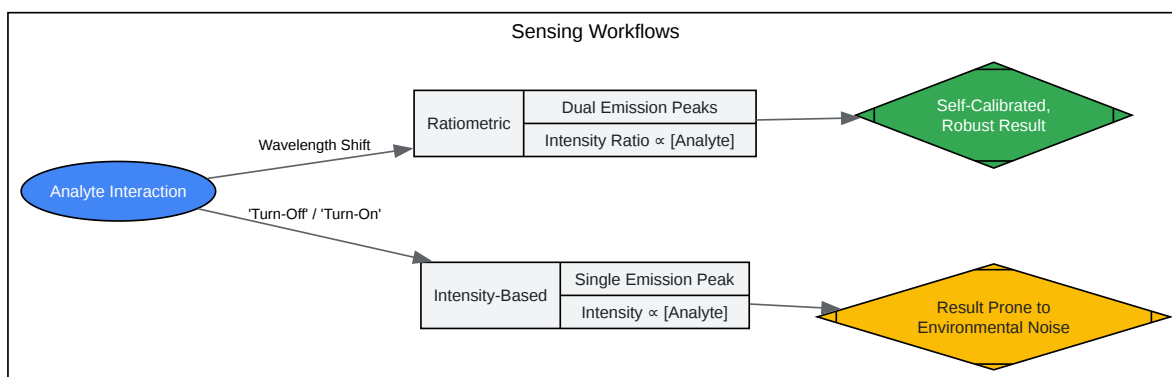 Sensing Workflows
Analyte Interaction
Wavelength Shift
Ratiometric
Dual Emission Peaks
Intensity Ratio ∝ [Analyte]
Self-Calibrated,
Robust Result
'Turn-Off' / 'Turn-On'
Intensity-Based
Single Emission Peak
Intensity ∝ [Analyte]
Result Prone to
Environmental Noise